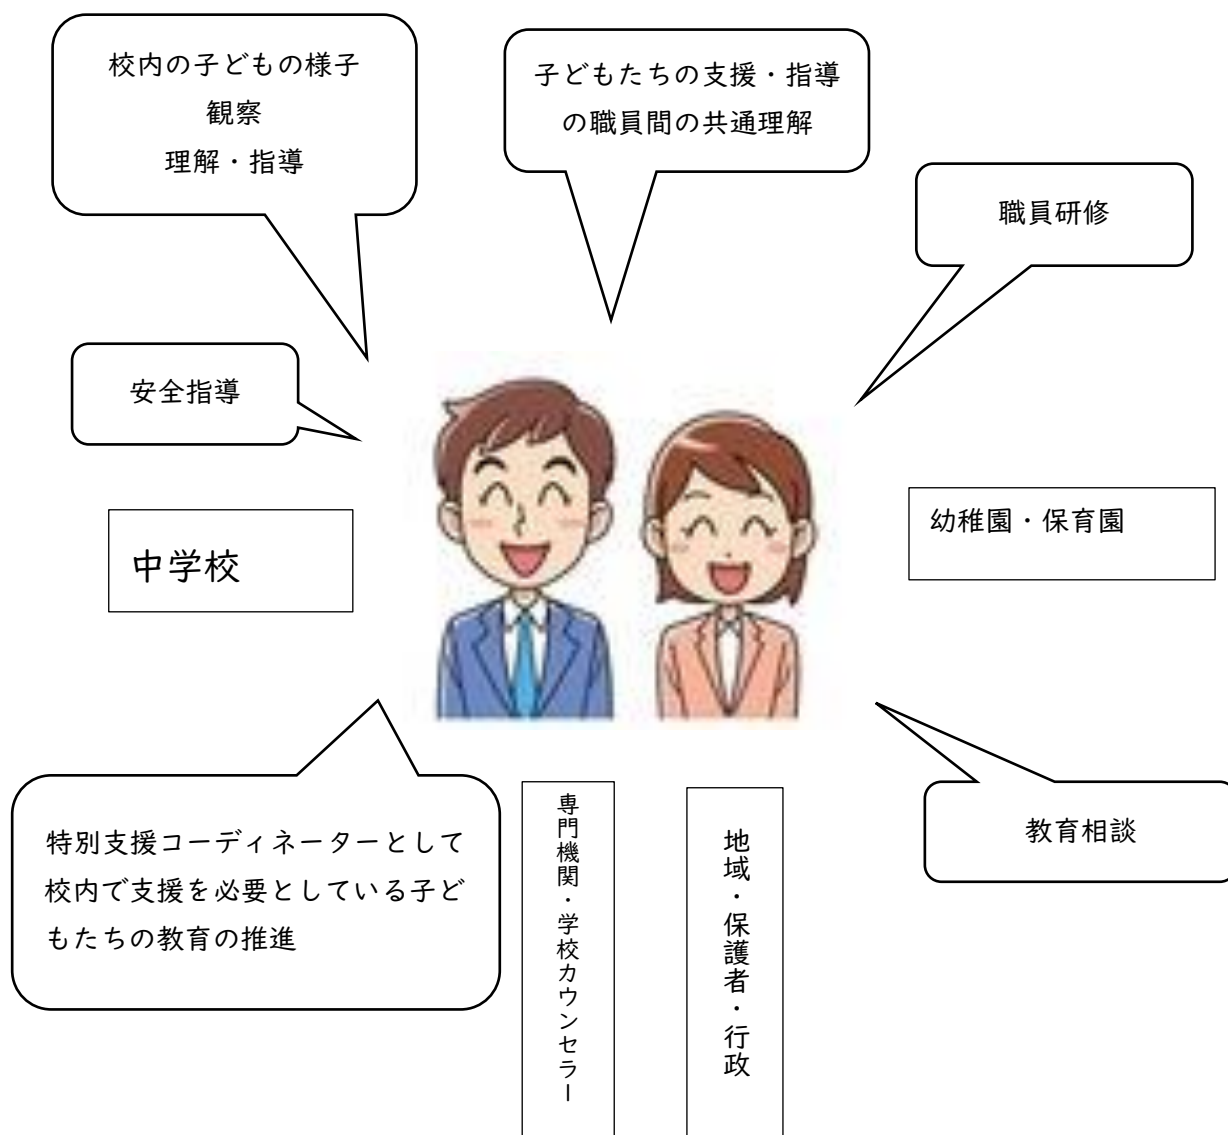 校内の子どもの様子
観察
理解・指導
子どもたちの支援・指導
の職員間の共通理解
職員研修
安全指導
中学校
幼稚園・保育園
特別支援コーディネーターとして
校内で支援を必要としている子ど
もたちの教育の推進
専門機関・学校カウンセラー
地域・保護者・行政
教育相談